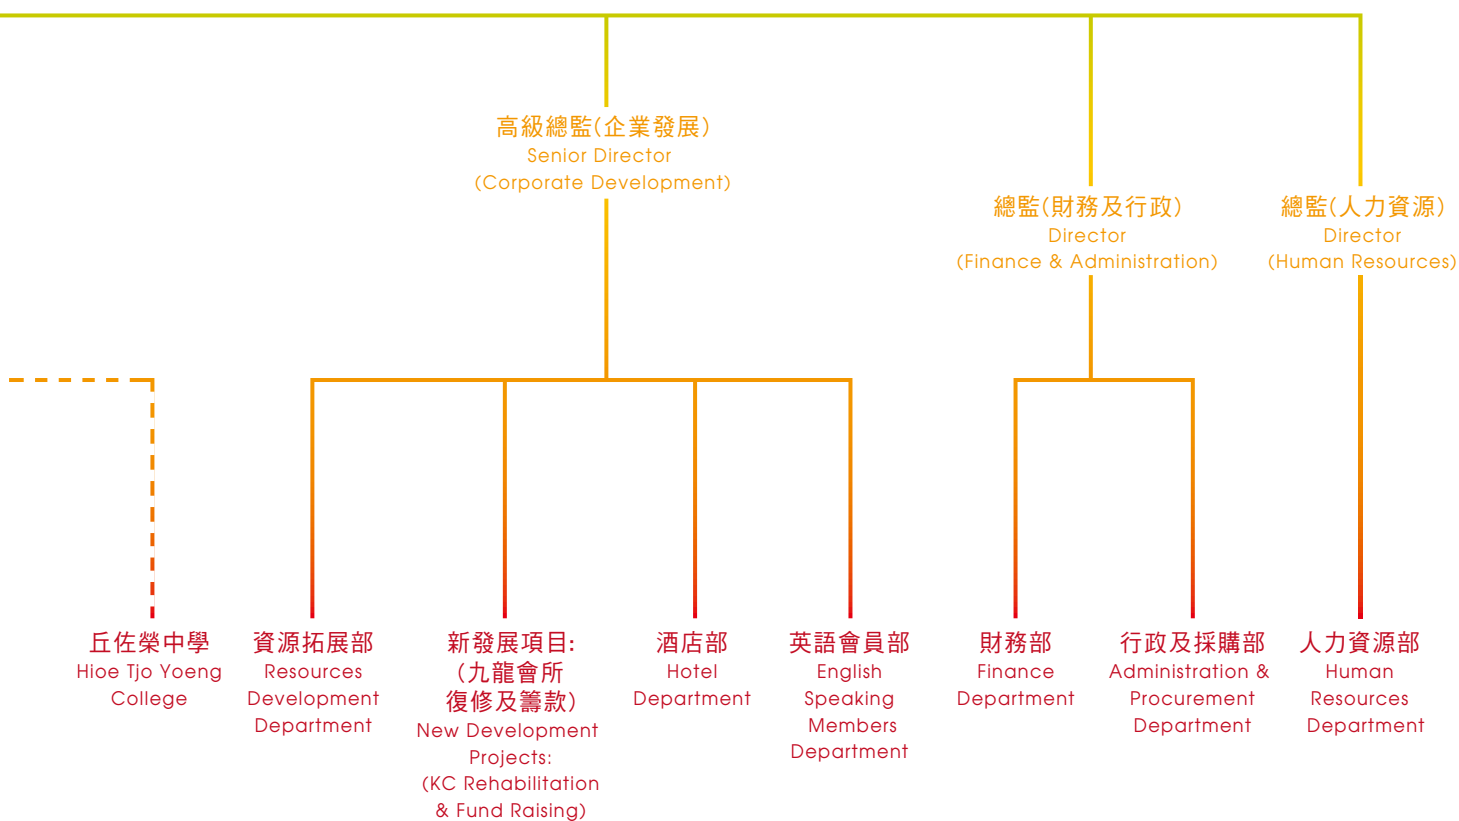 高級總監(企業發展)
Senior Director
(Corporate Development)
總監(財務及行政)
Director
(Finance & Administration)
總監(人力資源)
Director
(Human Resources)
丘佐榮中學
Hioe Tjo Yoeng
College
資源拓展部
Resources
Development
Department
新發展項目:
(九龍會所
復修及籌款)
New Development
Projects:
(KC Rehabilitation
& Fund Raising)
酒店部
Hotel
Department
英語會員部
English
Speaking
Members
Department
財務部
Finance
Department
行政及採購部
Administration &
Procurement
Department
人力資源部
Human
Resources
Department